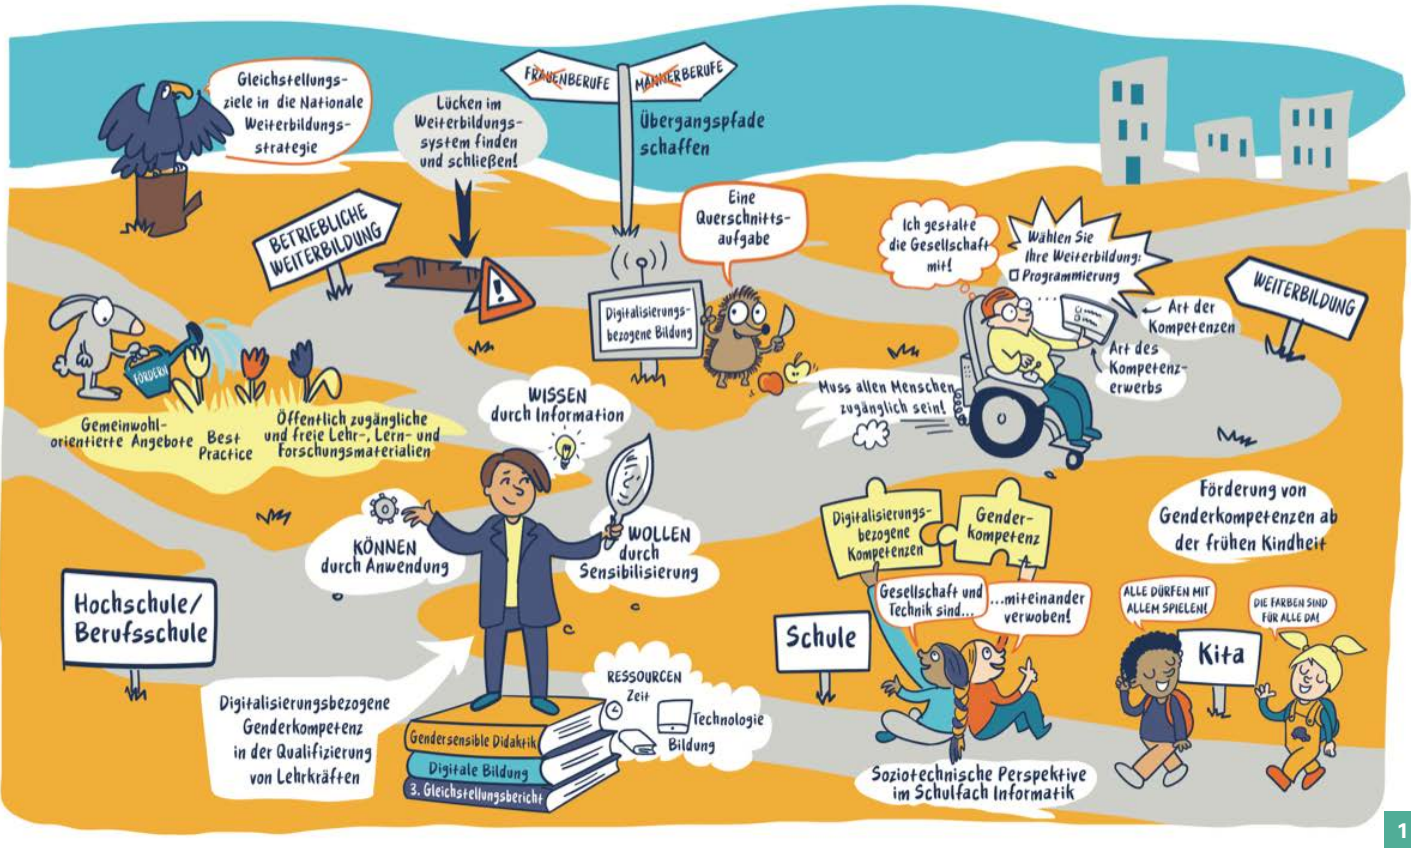 Gleichstellungs-
ziele in die Nationale
Weiterbildungs-
strategie
Lücken im
Weiterbildungs-
system finden
und schließen!
FRAUENBERUFE
MÄNNERBERUFE
Übergangspfade
schaffen
BETRIEBLICHE
WEITERBILDUNG
Eine
Querschnitts-
aufgabe
Digitalisierungs-
bezogene Bildung
Ich gestalte
die Gesellschaft
mit!
Wählen Sie
Ihre Weiterbildung:
Programmierung
......
Art der
Kompetenzen
Art des
Kompetenz-
erwerbs
WEITERBILDUNG
Muss allen Menschen
zugänglich sein!
FÖRDERN
Gemeinwohl-
orientierte Angebote
Best
Practice
Öffentlich zugängliche
und freie Lehr-, Lern- und
Forschungsmaterialien
WISSEN
durch Information
KÖNNEN
durch Anwendung
WOLLEN
durch
Sensibilisierung
Digitalisierungs-
bezogene
Kompetenzen
Gender-
kompetenz
Förderung von
Genderkompetenzen ab
der frühen Kindheit
Hochschule/
Berufsschule
Gesellschaft und
Technik sind...
...miteinander
verwoben!
Schule
ALLE DÜRFEN MIT
ALLEM SPIELEN!
DIE FARBEN SIND
FÜR ALLE DA!
Kita
Digitalisierungsbezogene
Genderkompetenz
in der Qualifizierung
von Lehrkräften
RESSOURCEN
Zeit
Technologie
Bildung
Gendersensible Didaktik
Digitale Bildung
3. Gleichstellungsbericht
Soziotechnische Perspektive
im Schulfach Informatik
1